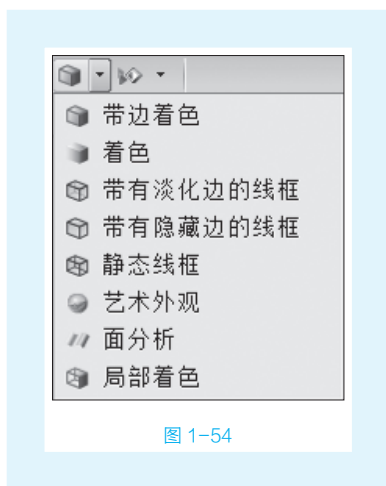 带边着色
着色
带有淡化边的线框
带有隐藏边的线框
静态线框
艺术外观
面分析
局部着色
图 1-54